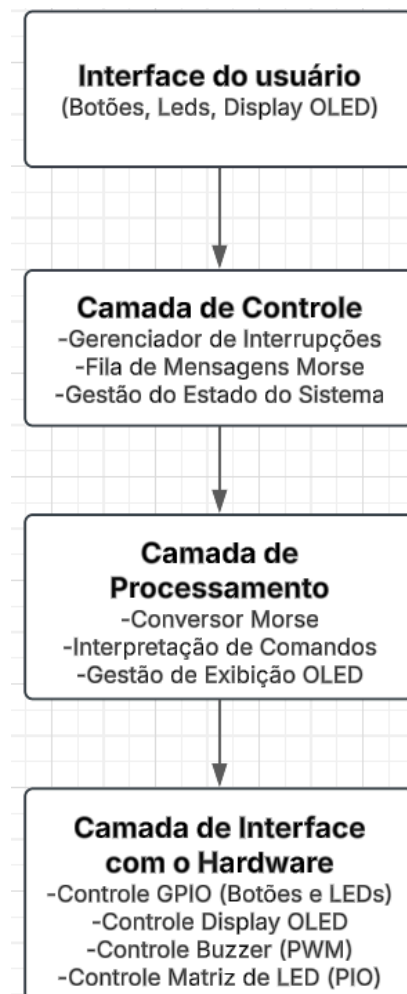 Interface do usuário
(Botões, Leds, Display OLED)
Camada de Controle
-Gerenciador de Interrupções
-Fila de Mensagens Morse
-Gestão do Estado do Sistema
Camada de
Processamento
-Conversor Morse
-Interpretação de Comandos
-Gestão de Exibição OLED
Camada de Interface
com o Hardware
-Controle GPIO (Botões e LEDs)
-Controle Display OLED
-Controle Buzzer (PWM)
-Controle Matriz de LED (PIO)